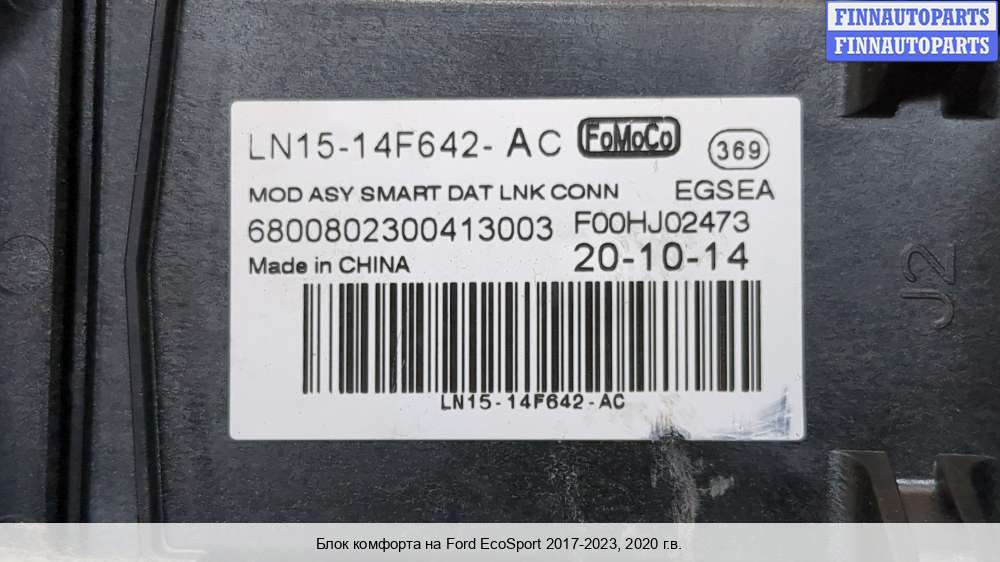 FINNAUTOPARTS
FINNAUTOPARTS
LN15-14F642-AC FoMoCo 369
MOD ASY SMART DAT LNK CONN EGSEA
6800802300413003 F00HJ02473
Made in CHINA 20-10-14
LN15-14F642-AC
J2
Блок комфорта на Ford EcoSport 2017-2023, 2020 г.в.